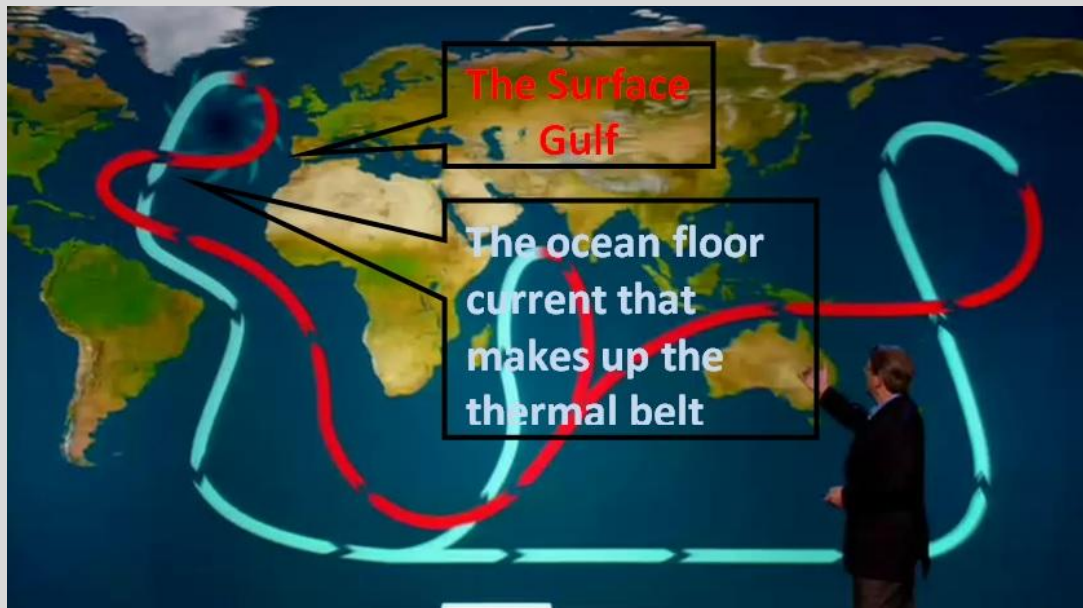 The Surface
Gulf
The ocean floor
current that
makes up the
thermal belt